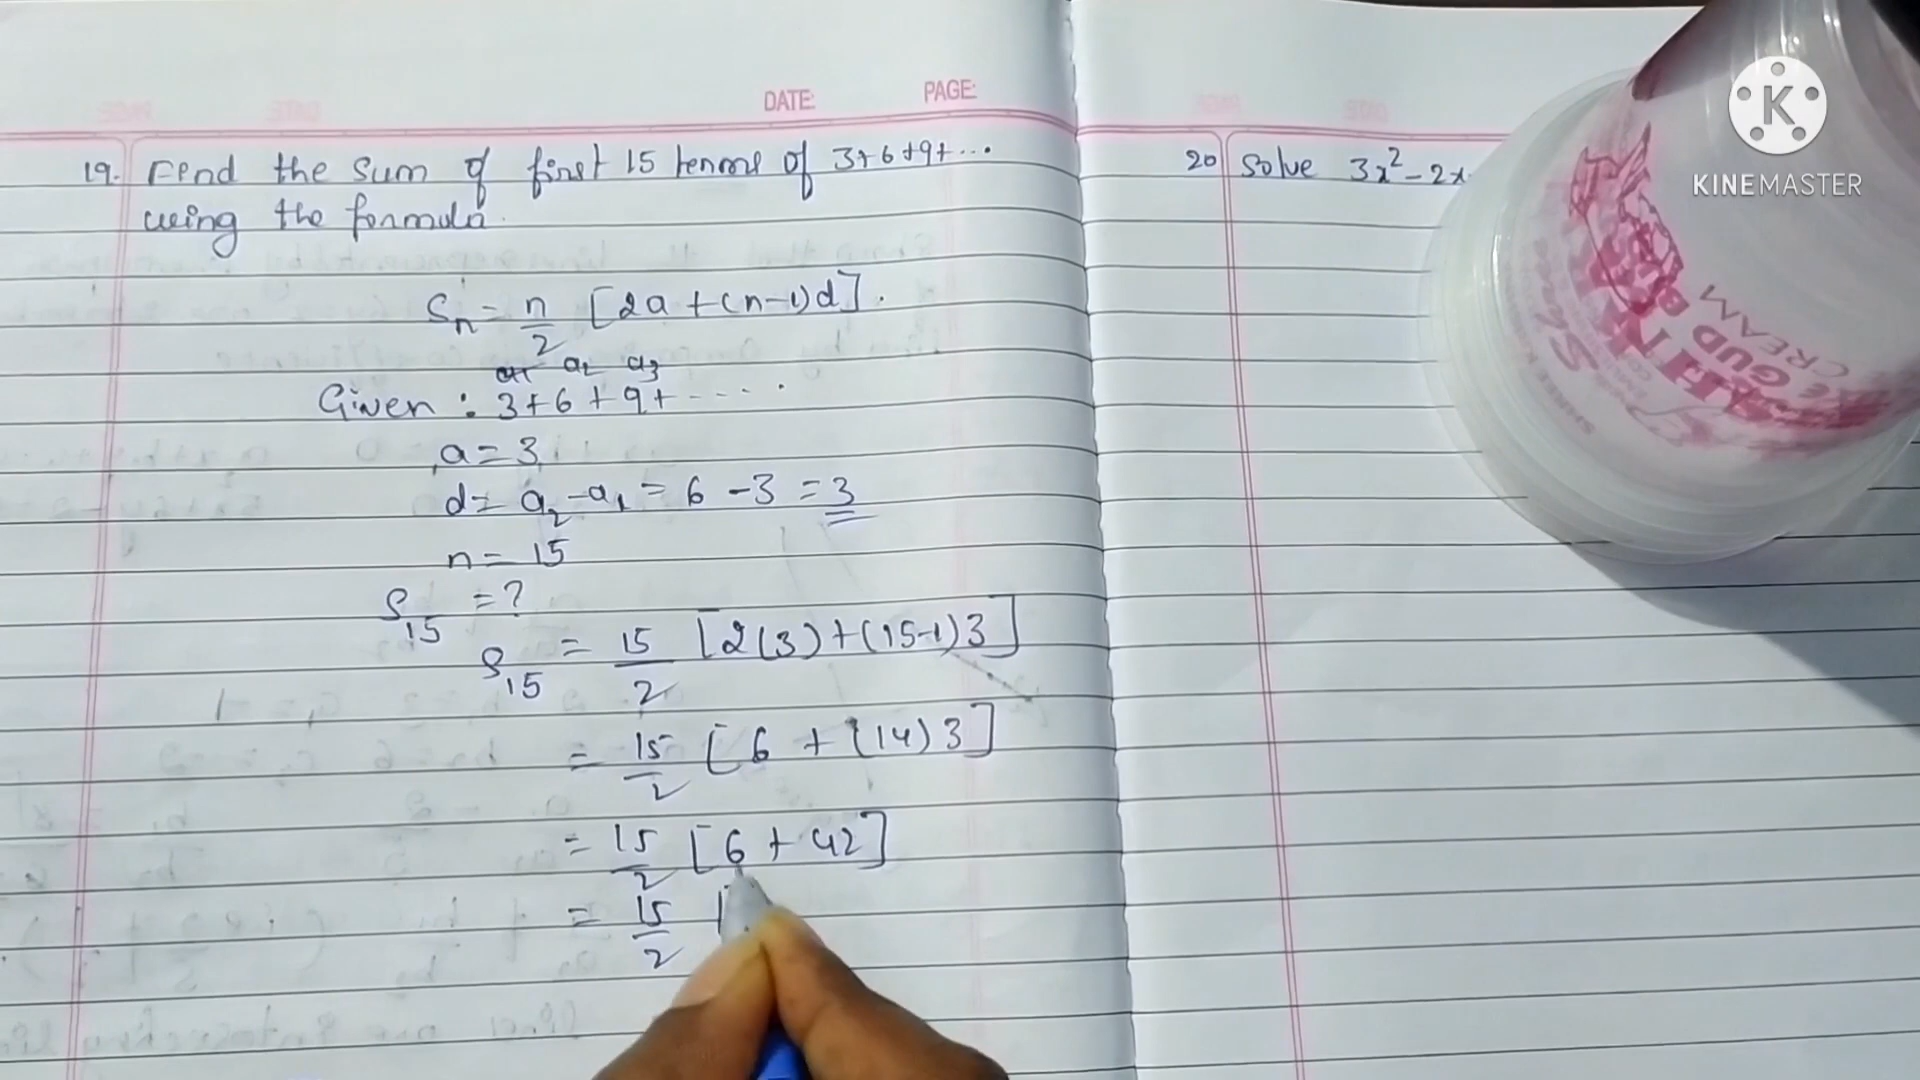 DATE: PAGE:
19. Find the sum of first 15 terms of 3+6+9+...
using the formula.
Sn = n/2 [2a + (n-1)d].
a1 a2 a3
Given : 3+6+9+ ----.
a = 3
d = a2 - a1 = 6 - 3 = 3
n = 15
S15 = ?
S15 = 15/2 [2(3)+(15-1)3]
= 15/2 [6 + (14)3]
= 15/2 [6 + 42]
= 15/2 [
20 Solve 3x² - 2x
K
KINEMASTER
CREAM